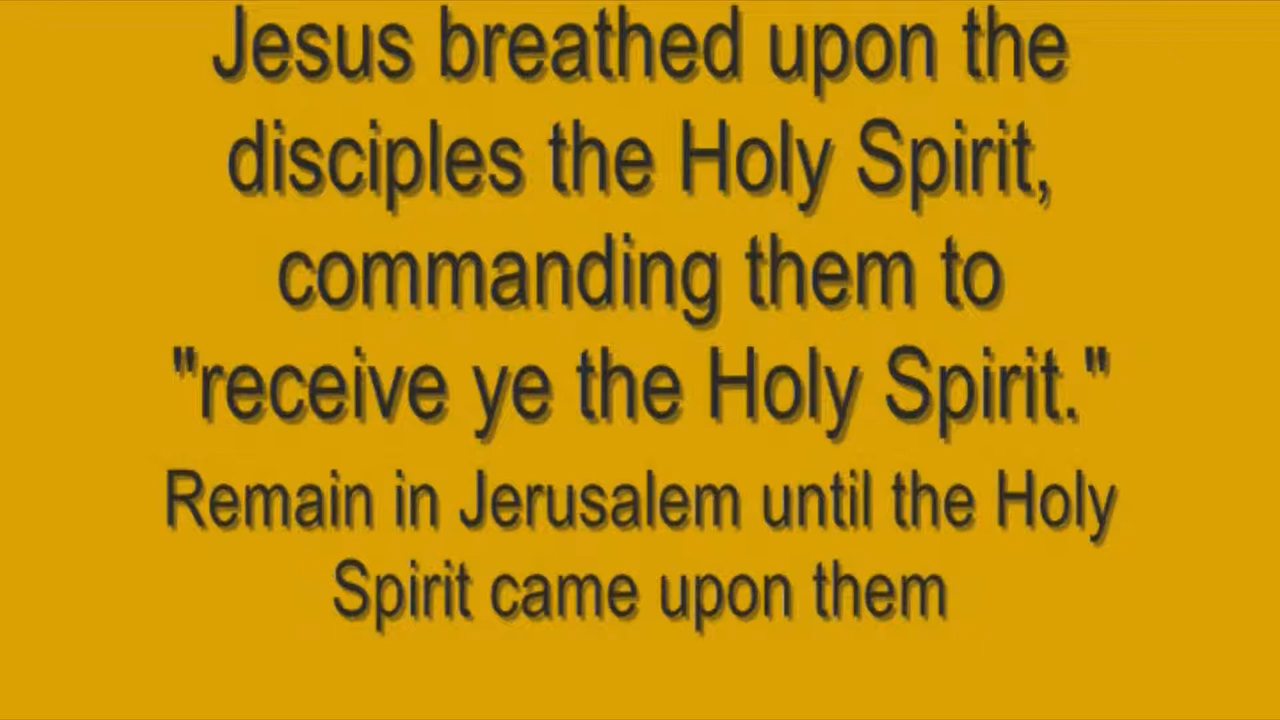 Jesus breathed upon the
disciples the Holy Spirit,
commanding them to
"receive ye the Holy Spirit."
Remain in Jerusalem until the Holy
Spirit came upon them